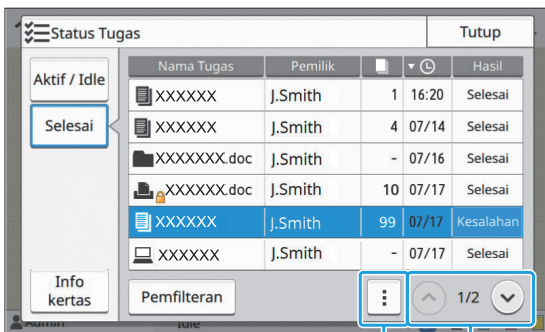 Status Tugas
Tutup
Aktif / Idle
Selesai
Info
kertas
Nama Tugas Pemilik Hasil
XXXXXX J.Smith 1 16:20 Selesai
XXXXXX J.Smith 4 07/14 Selesai
XXXXXXX.doc J.Smith - 07/16 Selesai
XXXXXXX.doc J.Smith 10 07/17 Selesai
XXXXXX J.Smith 99 07/17 Kesalahan
XXXXXX J.Smith - 07/17 Selesai
Pemfilteran
1/2
Admin Idle